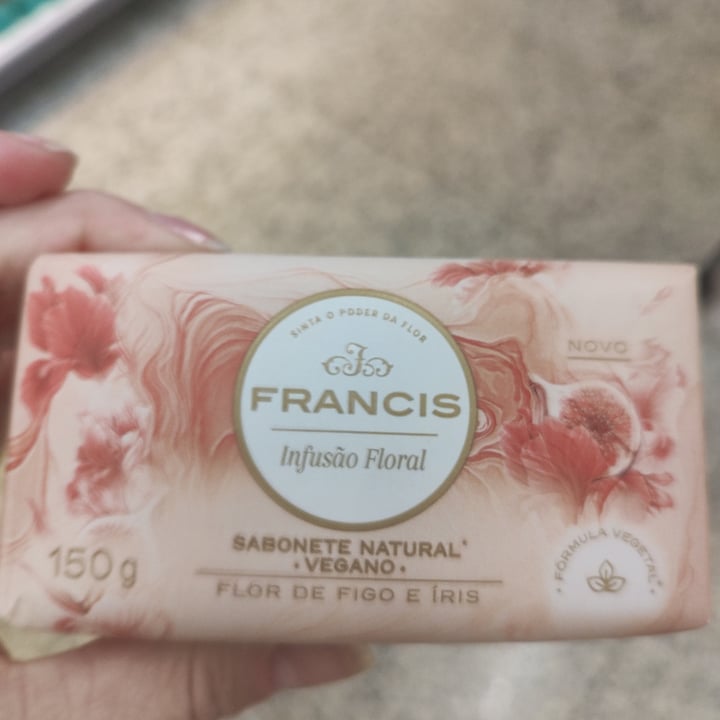 SINTA O PODER DA FLOR
F
FRANCIS
Infusão Floral
NOVO
SABONETE NATURAL*
• VEGANO •
FLOR DE FIGO E ÍRIS
150g
• FÓRMULA VEGETAL* •